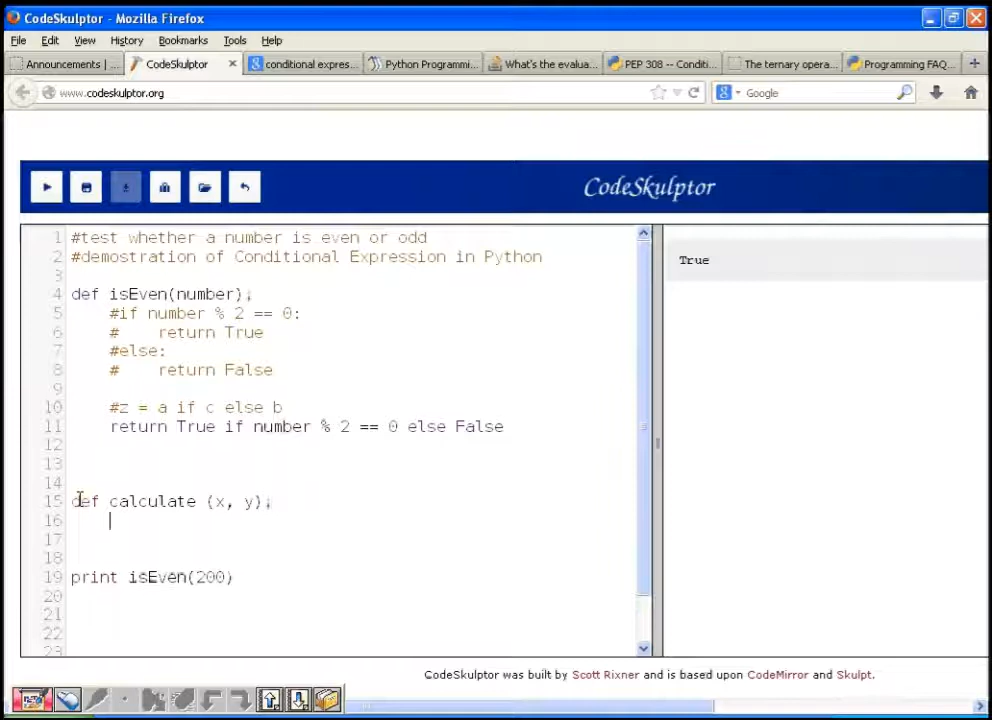 CodeSkulptor - Mozilla Firefox
File Edit View History Bookmarks Tools Help
Announcements | ... CodeSkulptor conditional expres... Python Programmi... What's the evalua... PEP 308 -- Conditi... The ternary opera... Programming FAQ...
www.codeskulptor.org Google
CodeSkulptor
1 #test whether a number is even or odd
2 #demostration of Conditional Expression in Python
3
4 def isEven(number):
5 #if number % 2 == 0:
6 # return True
7 #else:
8 # return False
9
10 #z = a if c else b
11 return True if number % 2 == 0 else False
12
13
14
15 def calculate (x, y):
16
17
18
19 print isEven(200)
20
21
22
23
True
CodeSkulptor was built by Scott Rixner and is based upon CodeMirror and Skulpt.